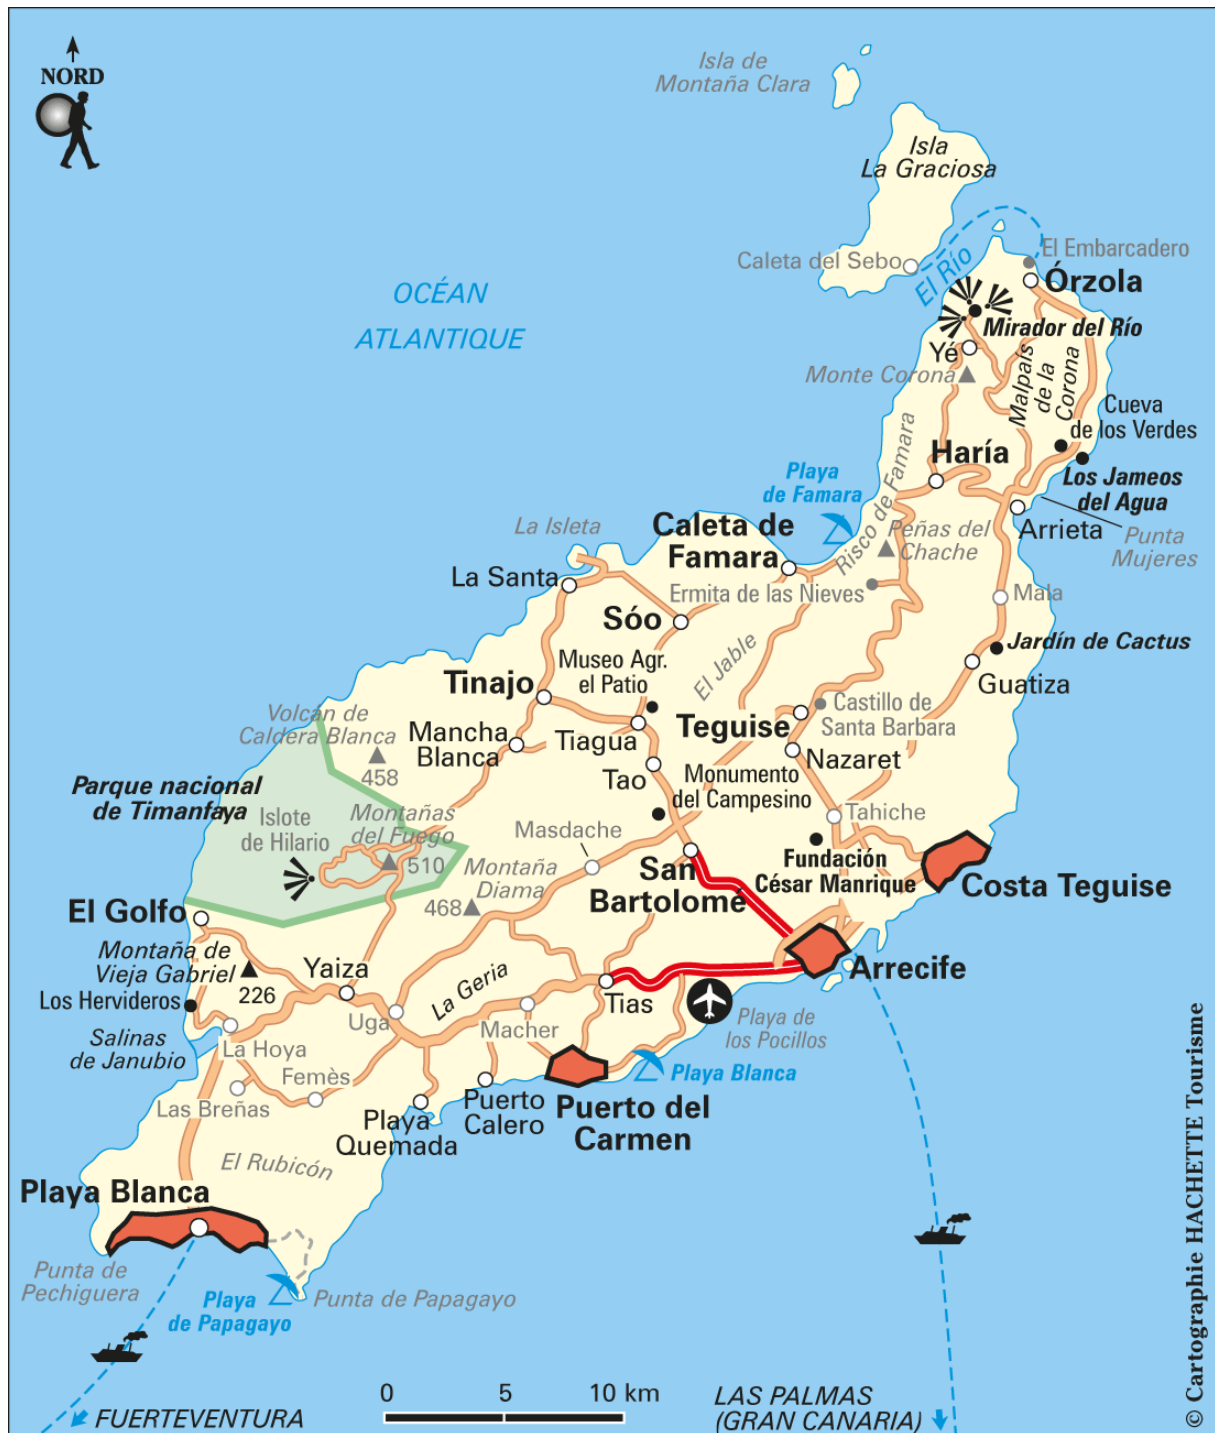 NORD
Isla de
Montaña Clara
Isla
La Graciosa
Caleta del Sebo
El Río
El Embarcadero
Órzola
Mirador del Río
OCÉAN
ATLANTIQUE
Yé
Monte Corona
Malpaís
de la
Corona
Cueva
de los Verdes
Haría
Los Jameos
del Agua
Playa
de Famara
Risco de Famara
La Isleta
Caleta de
Famara
Peñas del
Chache
Arrieta
Punta
Mujeres
La Santa
Ermita de las Nieves
Mala
Sóo
Jardín de Cactus
Museo Agr.
el Patio
El Jable
Tinajo
Guatiza
Volcán de
Caldera Blanca
458
Mancha
Blanca
Tiagua
Teguise
Castillo de
Santa Barbara
Nazaret
Tao
Monumento
del Campesino
Parque nacional
de Timanfaya
Islote
de Hilario
Montañas
del Fuego
510
Masdache
Tahiche
Montaña
Diama
468
San
Bartolomé
Fundación
César Manrique
Costa Teguise
El Golfo
Montaña de
Vieja Gabriel
226
Yaiza
La Geria
Arrecife
Los Hervideros
Tias
Uga
Macher
Playa de
los Pocillos
Salinas
de Janubio
La Hoya
Femès
Playa Blanca
Las Breñas
Playa
Quemada
Puerto
Calero
Puerto del
Carmen
El Rubicón
Playa Blanca
Punta de
Pechiguera
Playa
de Papagayo
Punta de Papagayo
0 5 10 km
FUERTEVENTURA
LAS PALMAS
(GRAN CANARIA)
© Cartographie HACHETTE Tourisme